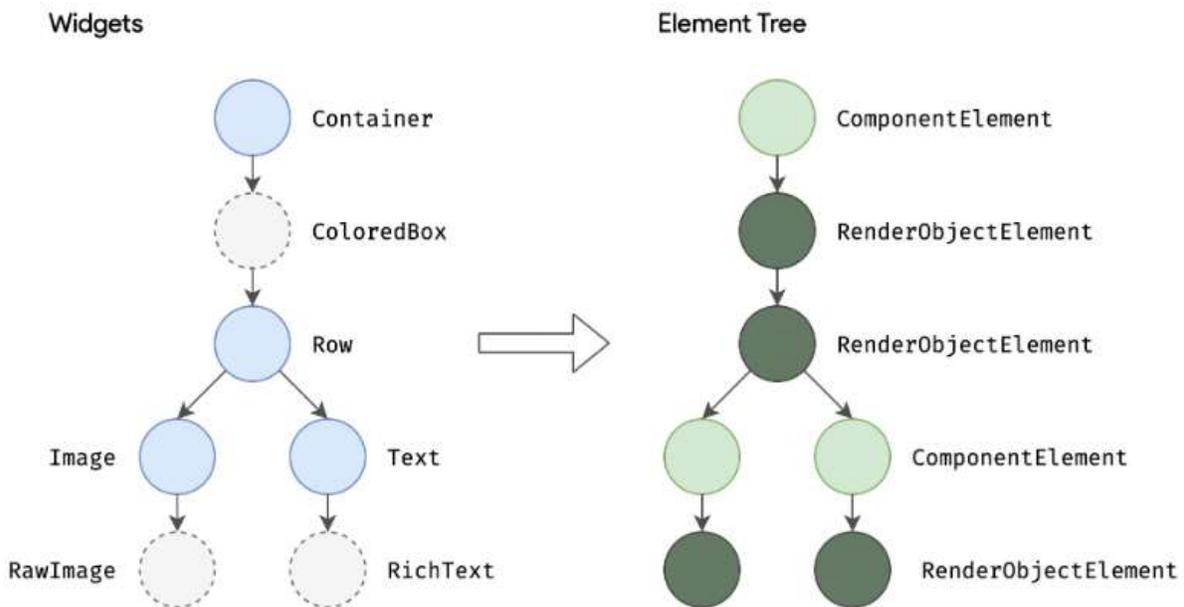 Widgets
Element Tree
Container
ComponentElement
ColoredBox
RenderObjectElement
Row
RenderObjectElement
Image
Text
ComponentElement
RawImage
RichText
RenderObjectElement